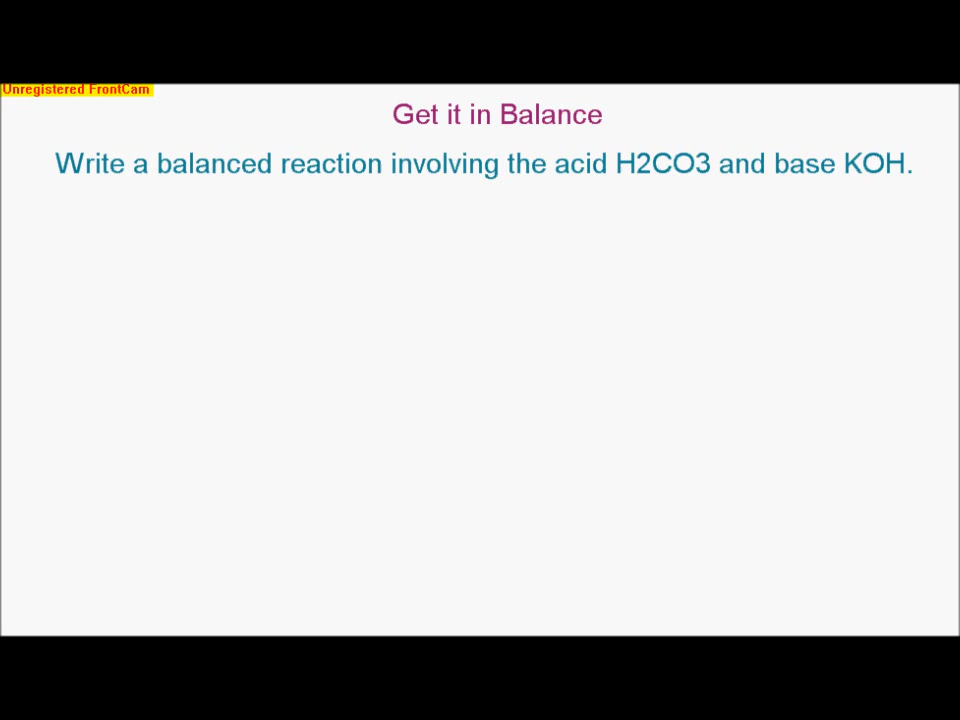 Unregistered FrontCam
Get it in Balance
Write a balanced reaction involving the acid H2CO3 and base KOH.